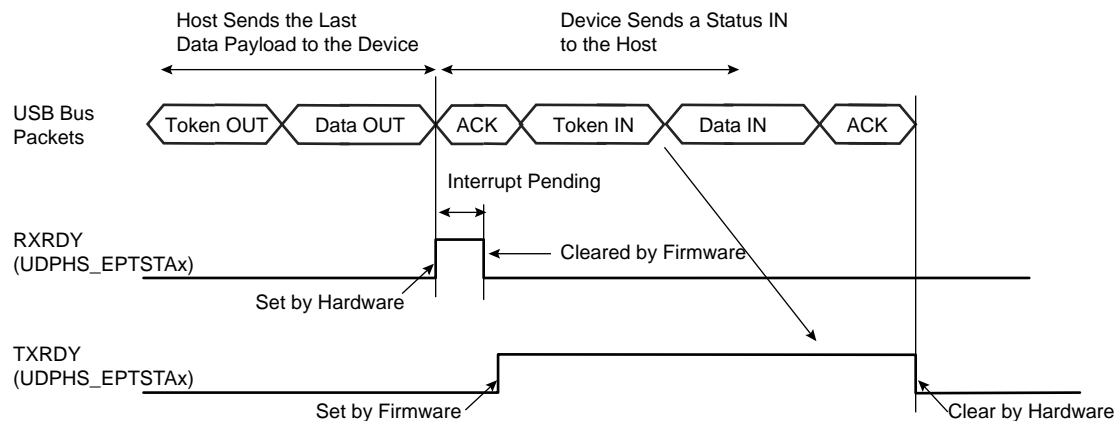 Host Sends the Last
Data Payload to the Device
Device Sends a Status IN
to the Host
USB Bus
Packets
Token OUT
Data OUT
ACK
Token IN
Data IN
ACK
Interrupt Pending
RXRDY
(UDPHS_EPTSTAx)
Set by Hardware
Cleared by Firmware
TXRDY
(UDPHS_EPTSTAx)
Set by Firmware
Clear by Hardware